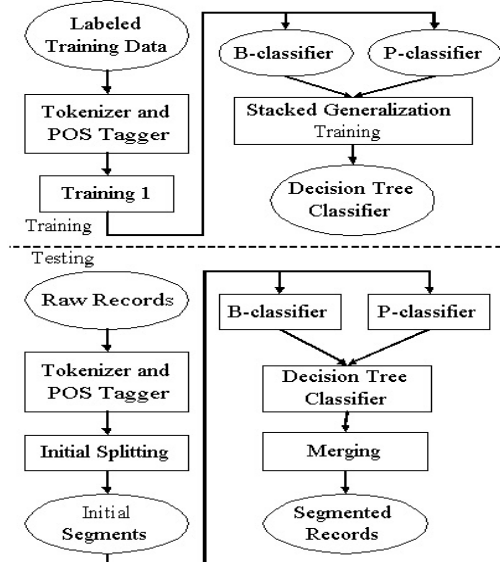 Labeled
Training Data
Tokenizer and
POS Tagger
Training 1
Training
B-classifier
P-classifier
Stacked Generalization
Training
Decision Tree
Classifier
Testing
Raw Records
Tokenizer and
POS Tagger
Initial Splitting
Initial
Segments
B-classifier
P-classifier
Decision Tree
Classifier
Merging
Segmented
Records